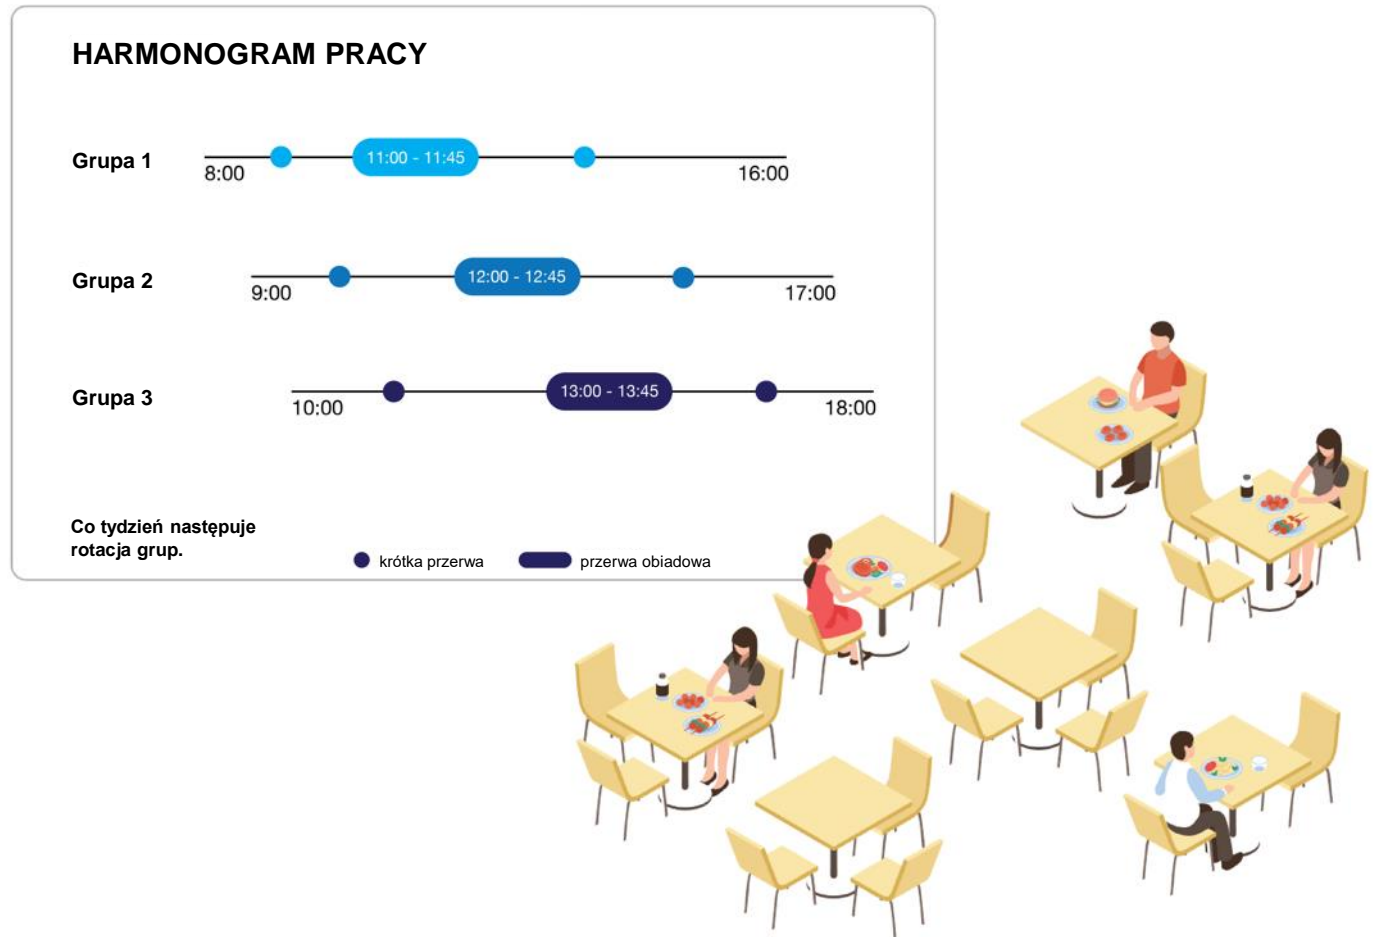 HARMONOGRAM PRACY
Grupa 1
11:00 - 11:45
8:00
16:00
Grupa 2
12:00 - 12:45
9:00
17:00
Grupa 3
13:00 - 13:45
10:00
18:00
Co tydzień następuje
rotacja grup.
krótka przerwa
przerwa obiadowa